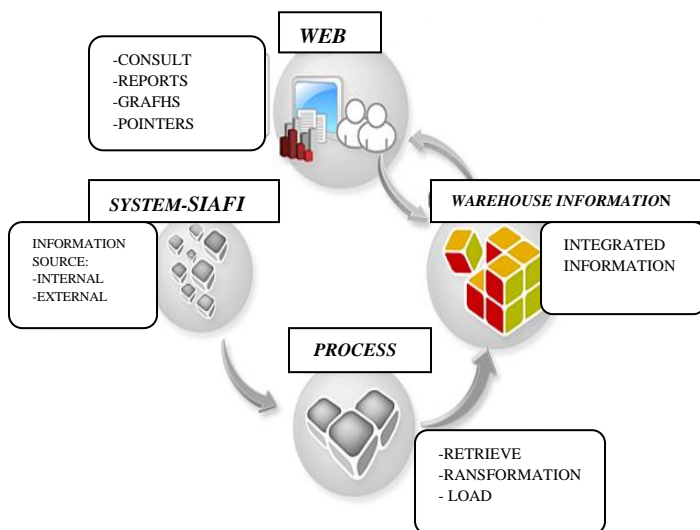 WEB
-CONSULT
-REPORTS
-GRAFHS
-POINTERS
SYSTEM-SIAFI
INFORMATION
SOURCE:
-INTERNAL
-EXTERNAL
WAREHOUSE INFORMATION
INTEGRATED
INFORMATION
PROCESS
-RETRIEVE
-RANSFORMATION
- LOAD